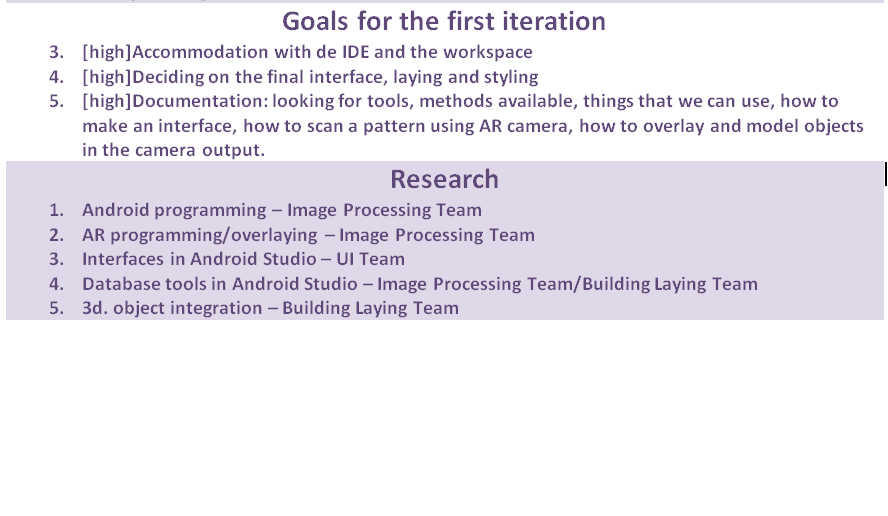 Goals for the first iteration
3. [high]Accommodation with de IDE and the workspace
4. [high]Deciding on the final interface, laying and styling
5. [high]Documentation: looking for tools, methods available, things that we can use, how to
make an interface, how to scan a pattern using AR camera, how to overlay and model objects
in the camera output.
Research
1. Android programming – Image Processing Team
2. AR programming/overlaying – Image Processing Team
3. Interfaces in Android Studio – UI Team
4. Database tools in Android Studio – Image Processing Team/Building Laying Team
5. 3d. object integration – Building Laying Team